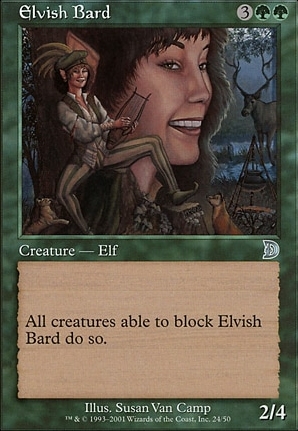 Elvish Bard 3
Creature — Elf
All creatures able to block Elvish
Bard do so.
Illus. Susan Van Camp
™ & © 1993–2001 Wizards of the Coast, Inc. 24/50
2/4